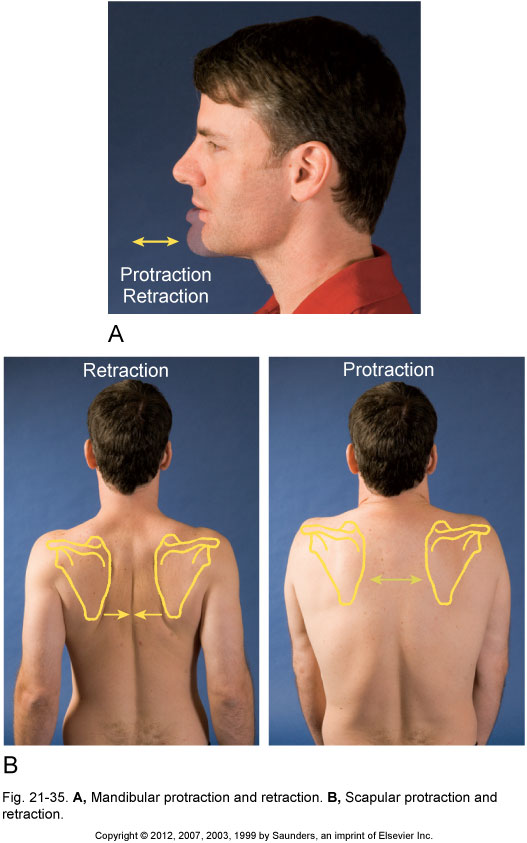 Protraction
Retraction
A
Retraction
Protraction
B
Fig. 21-35. A, Mandibular protraction and retraction. B, Scapular protraction and
retraction.
Copyright © 2012, 2007, 2003, 1999 by Saunders, an imprint of Elsevier Inc.